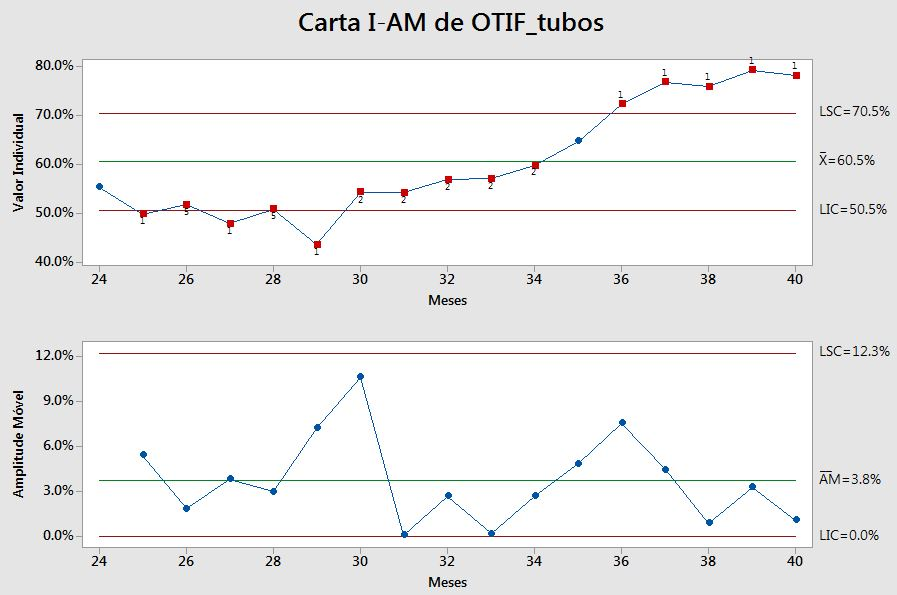 Carta I-AM de OTIF_tubos
80.0%
70.0%
60.0%
50.0%
40.0%
Valor Individual
1
5
1
5
1
2
2
2
2
2
1
1
1
1
1
LSC=70.5%
X̅=60.5%
LIC=50.5%
24 26 28 30 32 34 36 38 40
Meses
12.0%
9.0%
6.0%
3.0%
0.0%
Amplitude Móvel
LSC=12.3%
A̅M̅=3.8%
LIC=0.0%
24 26 28 30 32 34 36 38 40
Meses